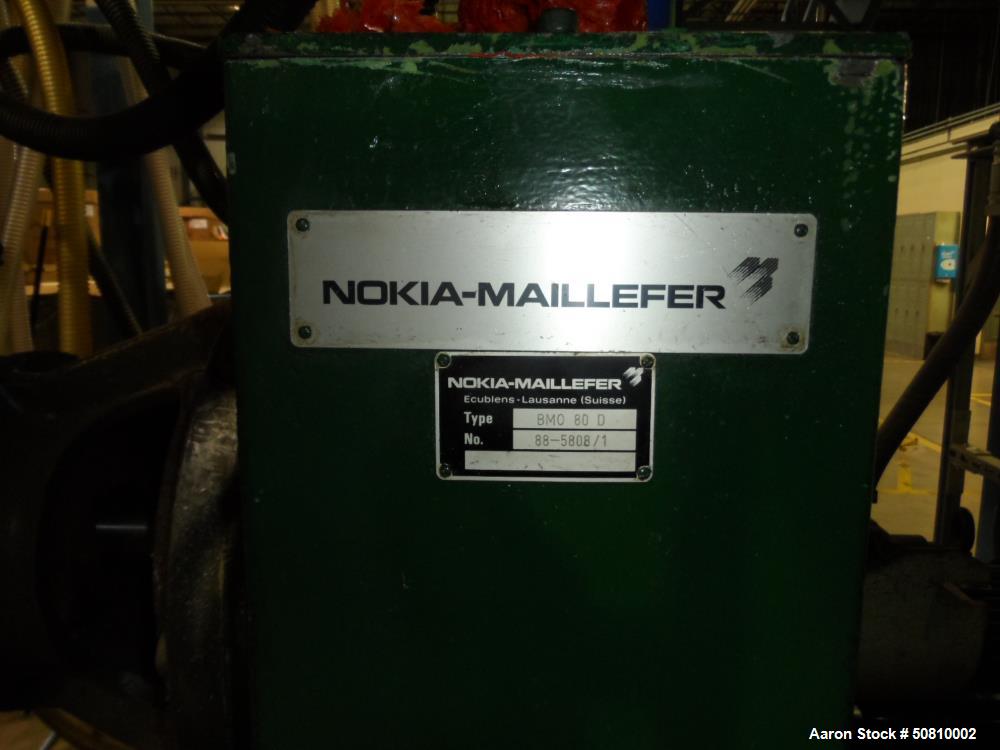 NOKIA-MAILLEFER
NOKIA-MAILLEFER
Ecublens-Lausanne (Suisse)
Type BMO 80 D
No. 88-5808/1
Aaron Stock # 50810002